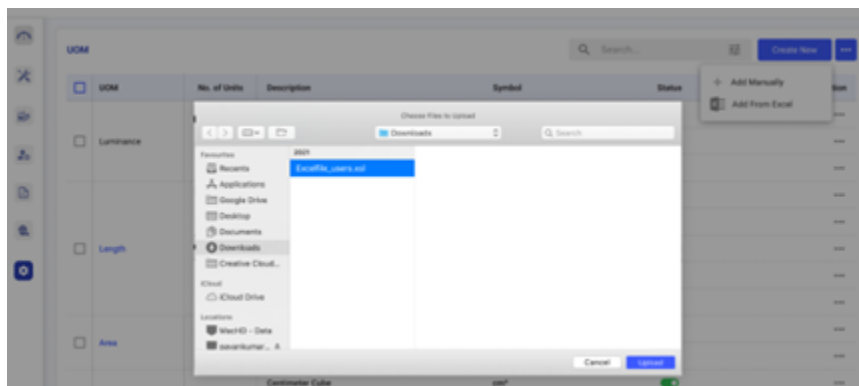 UOM
Search...
Create New
UOM
No. of Units
Description
Symbol
Status
Add Manually
Add From Excel
Luminance
Length
Area
Choose Files to Upload
Downloads
Search
Favourites
Recents
Applications
Google Drive
Desktop
Documents
Downloads
Creative Cloud...
iCloud
iCloud Drive
Locations
MacHD - Data
2021
ExcelFile_users.xsl
Cancel
Upload
Centimeter Cube